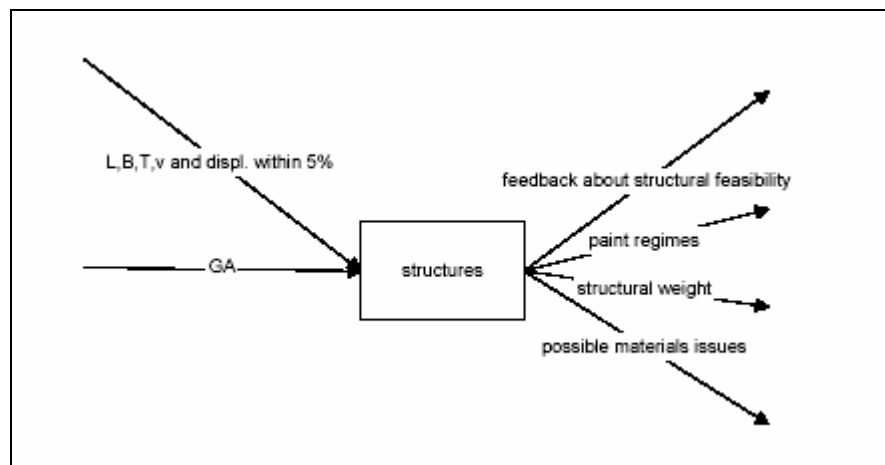 L,B,T,v and displ. within 5%
feedback about structural feasibility
paint regimes
GA
structures
structural weight
possible materials issues